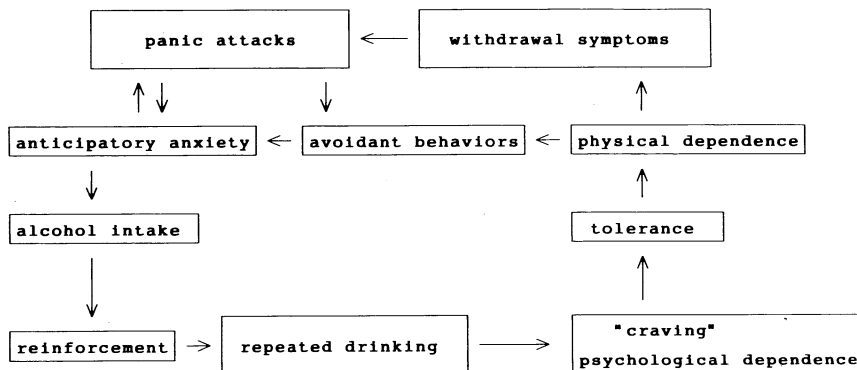 panic attacks
withdrawal symptoms
anticipatory anxiety
avoidant behaviors
physical dependence
alcohol intake
tolerance
reinforcement
repeated drinking
"craving"
psychological dependence